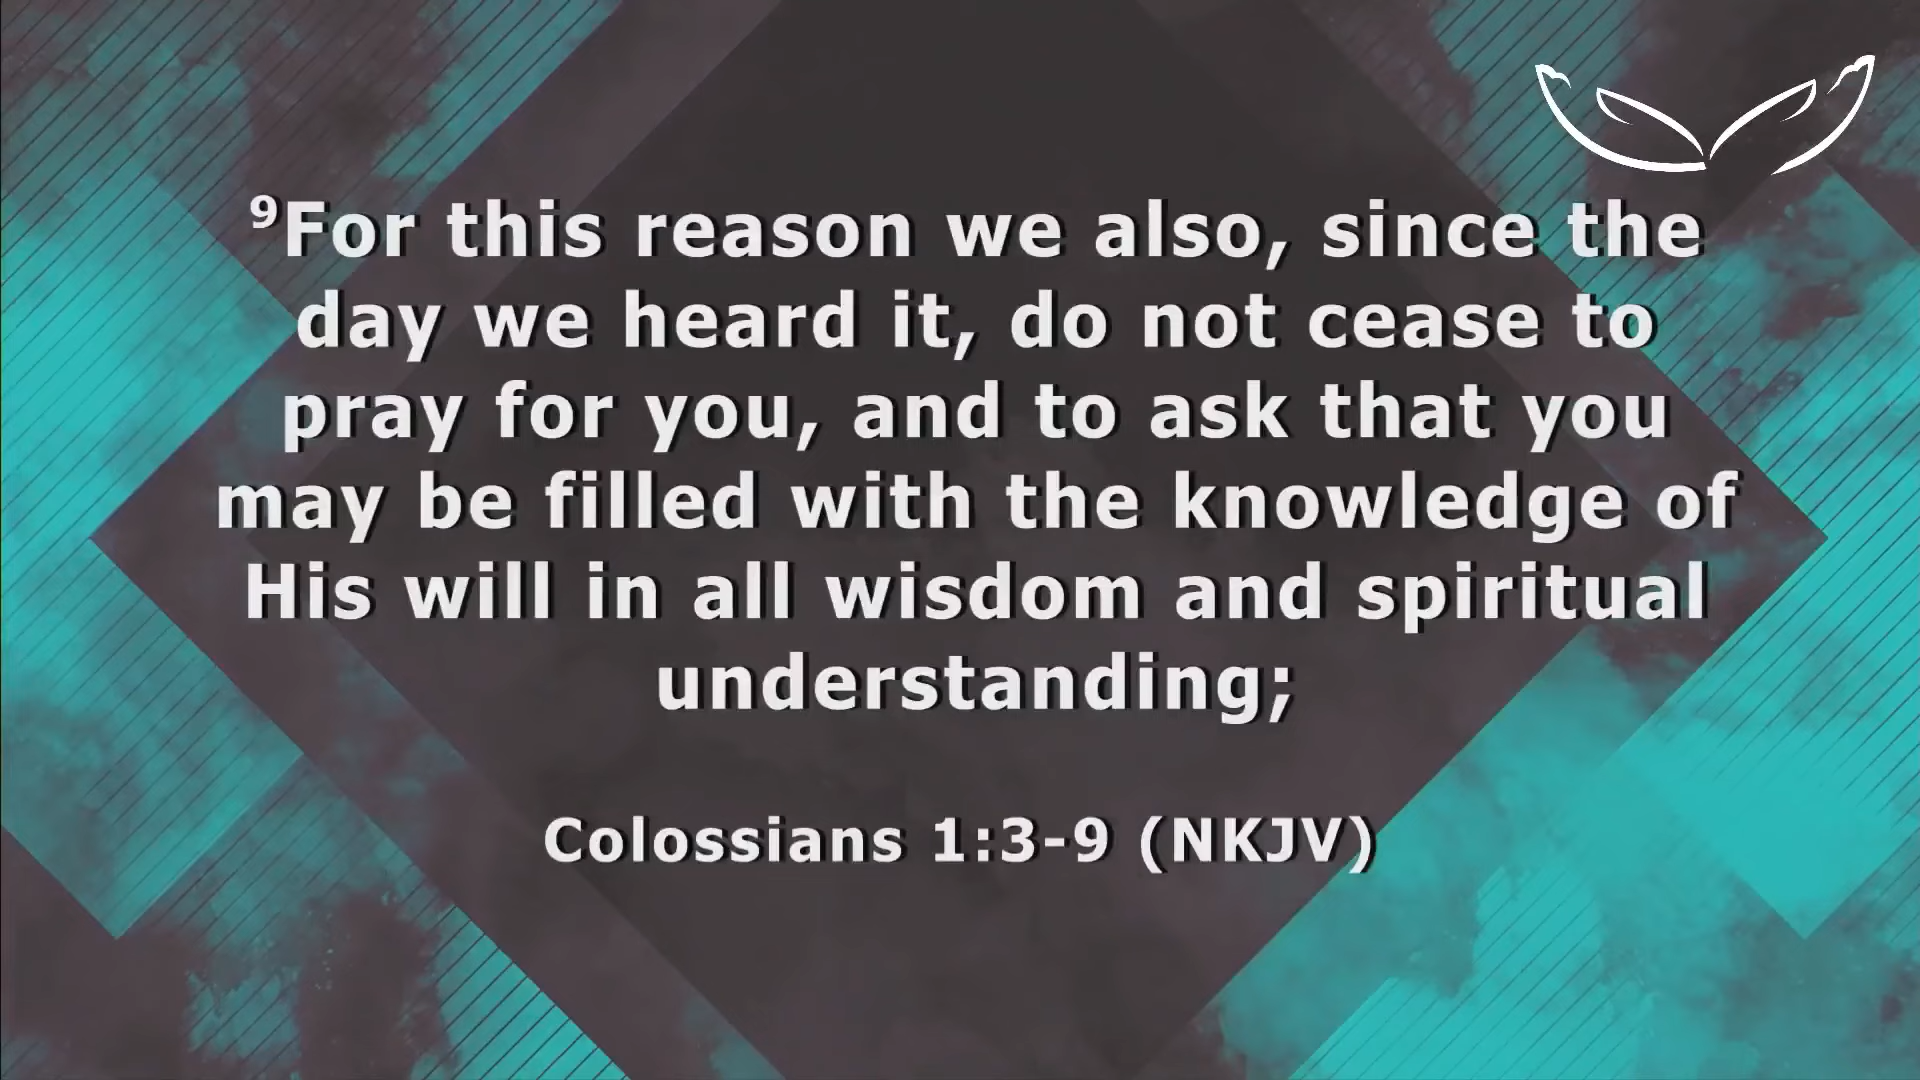 ⁹For this reason we also, since the
day we heard it, do not cease to
pray for you, and to ask that you
may be filled with the knowledge of
His will in all wisdom and spiritual
understanding;
Colossians 1:3-9 (NKJV)